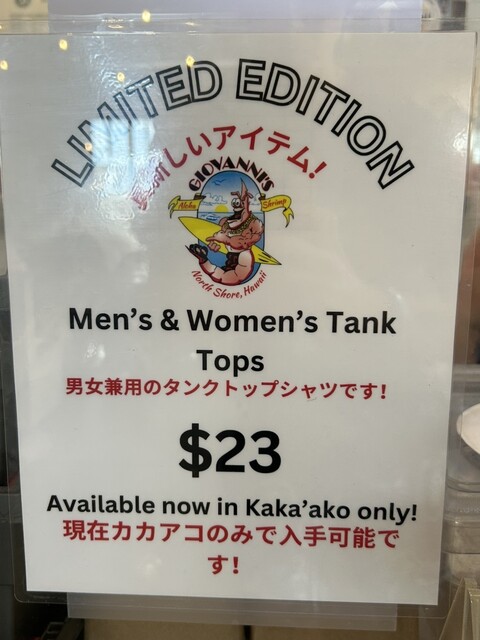 LIMITED EDITION
新しいアイテム!
GIOVANNI'S
Aloha Shrimp
North Shore, Hawaii
Men's & Women's Tank
Tops
男女兼用のタンクトップシャツです!
$23
Available now in Kaka'ako only!
現在カカアコのみで入手可能で
す!